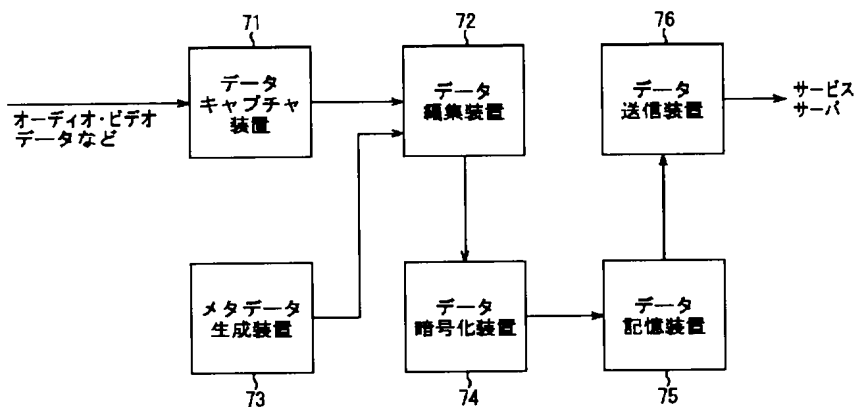 71
72
76
データ
キャプチャ
装置
データ
編集装置
データ
送信装置
サービス
サーバ
オーディオ・ビデオ
データなど
メタデータ
生成装置
データ
暗号化装置
データ
記憶装置
73
74
75